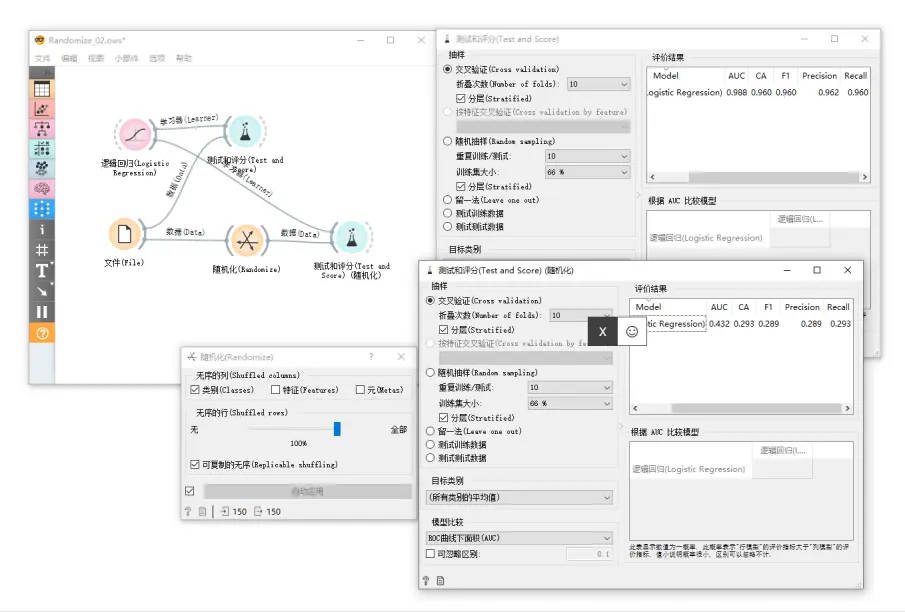 Randomize_02.ows*
文件 编辑 视图 小部件 选项 帮助
学习器(Learner)
逻辑回归(Logistic
Regression)
测试和评分(Test and
Score)
数据(Data)
学习器(Learner)
文件(File)
数据(Data)
随机化(Randomize)
数据(Data)
测试和评分(Test and
Score) (随机化)
测试和评分(Test and Score)
抽样
交叉验证(Cross validation)
折叠次数(Number of folds): 10
分层(Stratified)
按特征交叉验证(Cross validation by feature)
随机抽样(Random sampling)
重复训练/测试: 10
训练集大小: 66 %
分层(Stratified)
留一法(Leave one out)
测试训练数据
测试测试数据
目标类别
评价结果
Model AUC CA F1 Precision Recall
.ogistic Regression) 0.988 0.960 0.960 0.962 0.960
根据 AUC 比较模型
逻辑回归(L...
逻辑回归(Logistic Regression)
测试和评分(Test and Score) (随机化)
抽样
交叉验证(Cross validation)
折叠次数(Number of folds): 10
分层(Stratified)
按特征交叉验证(Cross validation by fe
随机抽样(Random sampling)
重复训练/测试: 10
训练集大小: 66 %
分层(Stratified)
留一法(Leave one out)
测试训练数据
测试测试数据
目标类别
(所有类别的平均值)
模型比较
ROC曲线下面积(AUC)
可忽略区别: 0.1
评价结果
Model AUC CA F1 Precision Recall
tic Regression) 0.432 0.293 0.289 0.289 0.293
X
根据 AUC 比较模型
逻辑回归(L...
逻辑回归(Logistic Regression)
此表显示数值为一概率, 此概率表示"行模型"的评价指标大于"列模型"的评
价指标. 值小说明概率很小, 区别可以忽略不计.
随机化(Randomize)
无序的列(Shuffled columns)
类别(Classes) 特征(Features) 元(Metas)
无序的行(Shuffled rows)
无 全部
100%
可复制的无序(Replicable shuffling)
自动应用
150 150